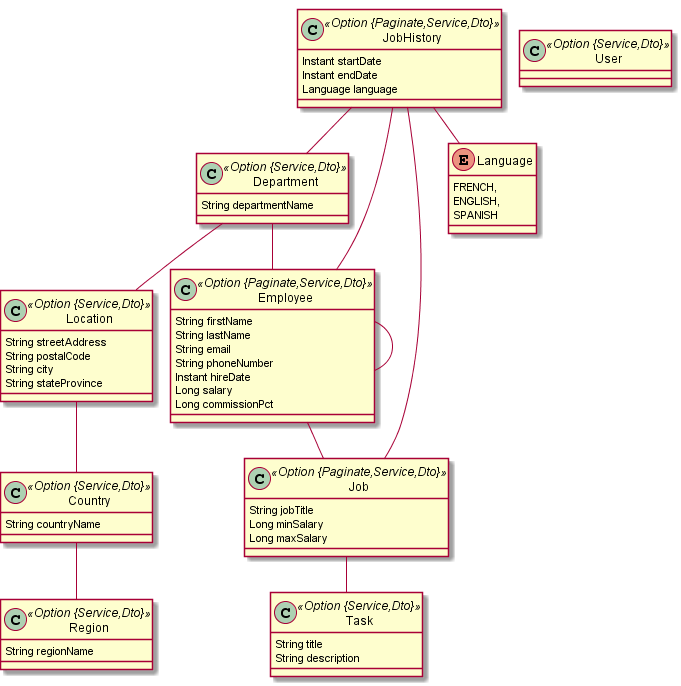 C «Option {Paginate,Service,Dto}»
JobHistory
Instant startDate
Instant endDate
Language language
C «Option {Service,Dto}»
User
C «Option {Service,Dto}»
Department
String departmentName
E Language
FRENCH,
ENGLISH,
SPANISH
C «Option {Service,Dto}»
Location
String streetAddress
String postalCode
String city
String stateProvince
C «Option {Paginate,Service,Dto}»
Employee
String firstName
String lastName
String email
String phoneNumber
Instant hireDate
Long salary
Long commissionPct
C «Option {Service,Dto}»
Country
String countryName
C «Option {Paginate,Service,Dto}»
Job
String jobTitle
Long minSalary
Long maxSalary
C «Option {Service,Dto}»
Region
String regionName
C «Option {Service,Dto}»
Task
String title
String description